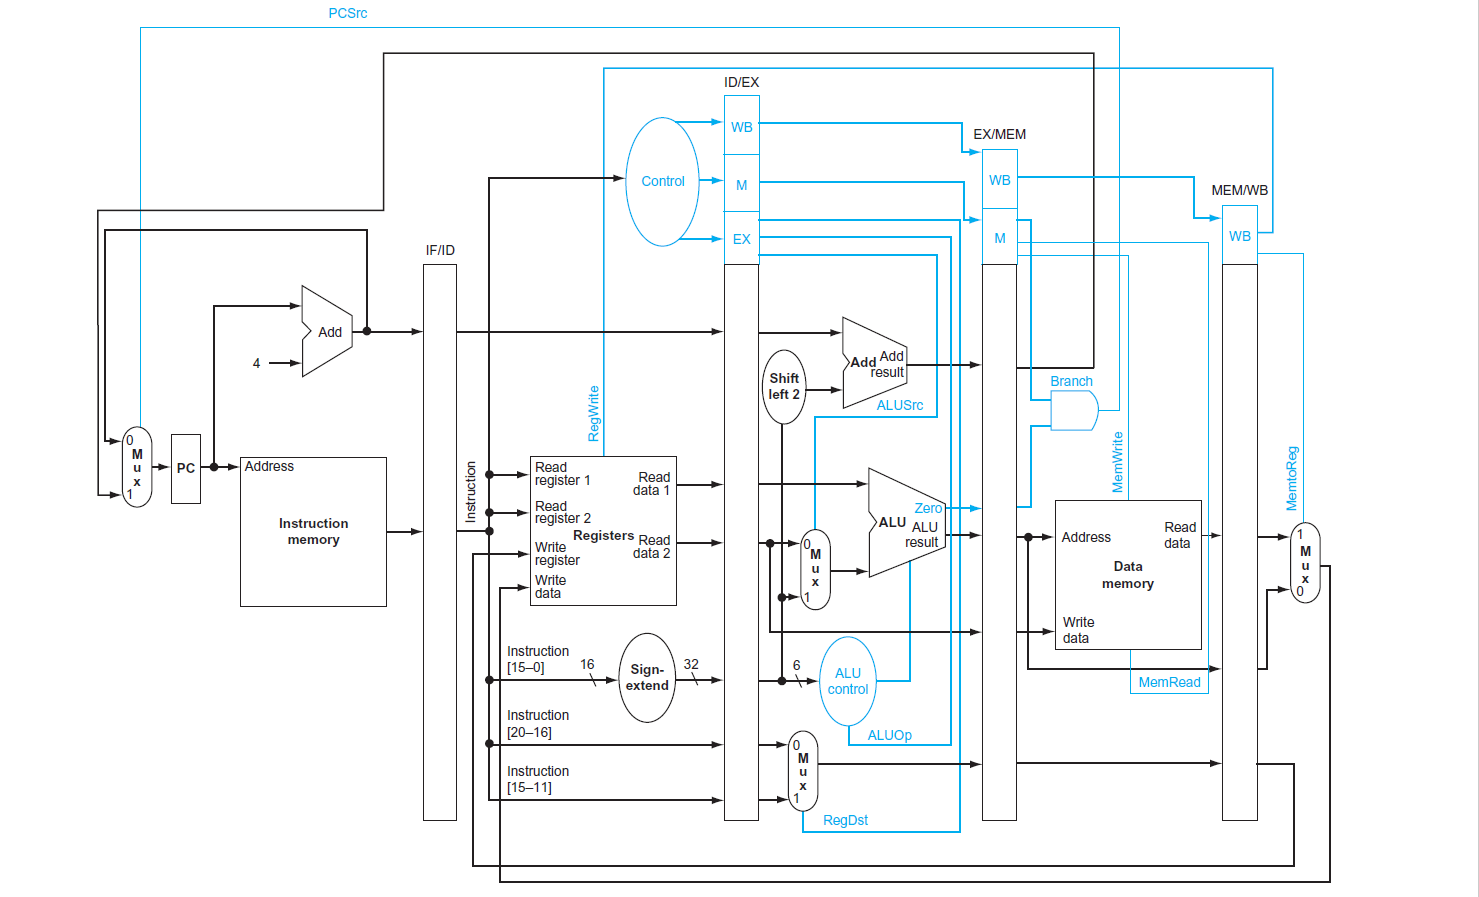 PCSrc
ID/EX
WB
Control
M
EX
EX/MEM
WB
M
MEM/WB
WB
IF/ID
Add
4
Shift
left 2
Add
Add
result
ALUSrc
Branch
RegWrite
MemWrite
MemtoReg
0
M
u
x
1
PC
Address
Instruction
memory
Instruction
Read
register 1
Read
register 2
Write
register
Write
data
Registers
Read
data 1
Read
data 2
0
M
u
x
1
Zero
ALU
ALU
result
Address
Read
data
Data
memory
Write
data
MemRead
1
M
u
x
0
Instruction
[15–0]
16
Sign-
extend
32
6
ALU
control
ALUOp
Instruction
[20–16]
Instruction
[15–11]
0
M
u
x
1
RegDst